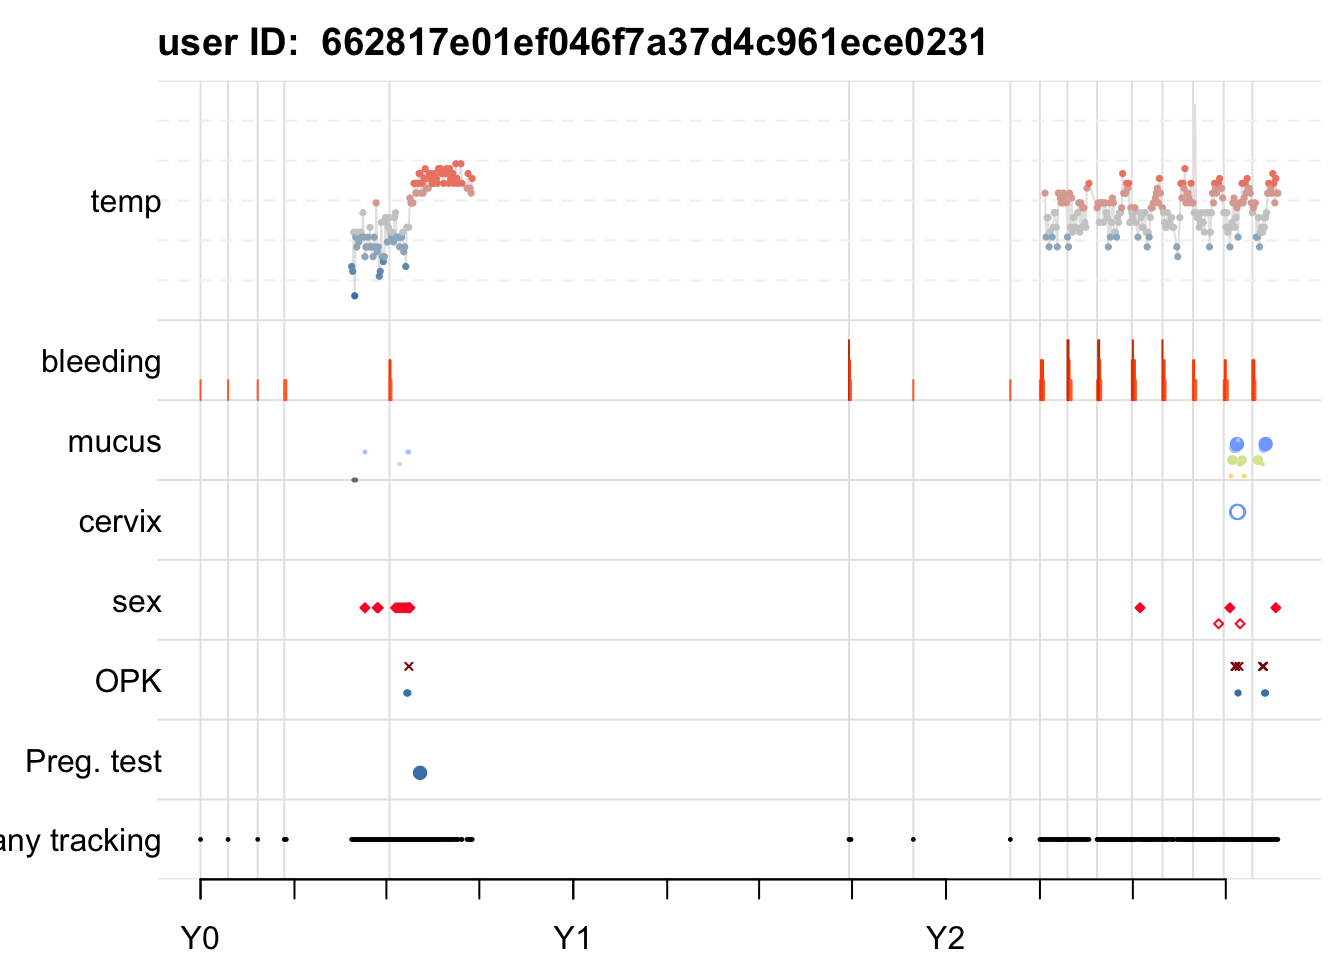 user ID:  662817e01ef046f7a37d4c961ece0231
temp
bleeding
mucus
cervix
sex
OPK
Preg. test
any tracking
Y0 Y1 Y2